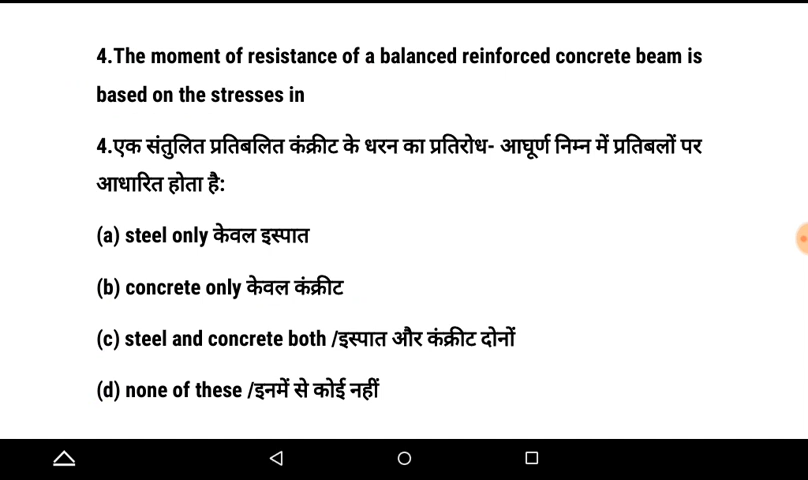 4.The moment of resistance of a balanced reinforced concrete beam is
based on the stresses in
4.एक संतुलित प्रतिबलित कंक्रीट के धरन का प्रतिरोध- आघूर्ण निम्न में प्रतिबलों पर
आधारित होता है:
(a) steel only केवल इस्पात
(b) concrete only केवल कंक्रीट
(c) steel and concrete both /इस्पात और कंक्रीट दोनों
(d) none of these /इनमें से कोई नहीं